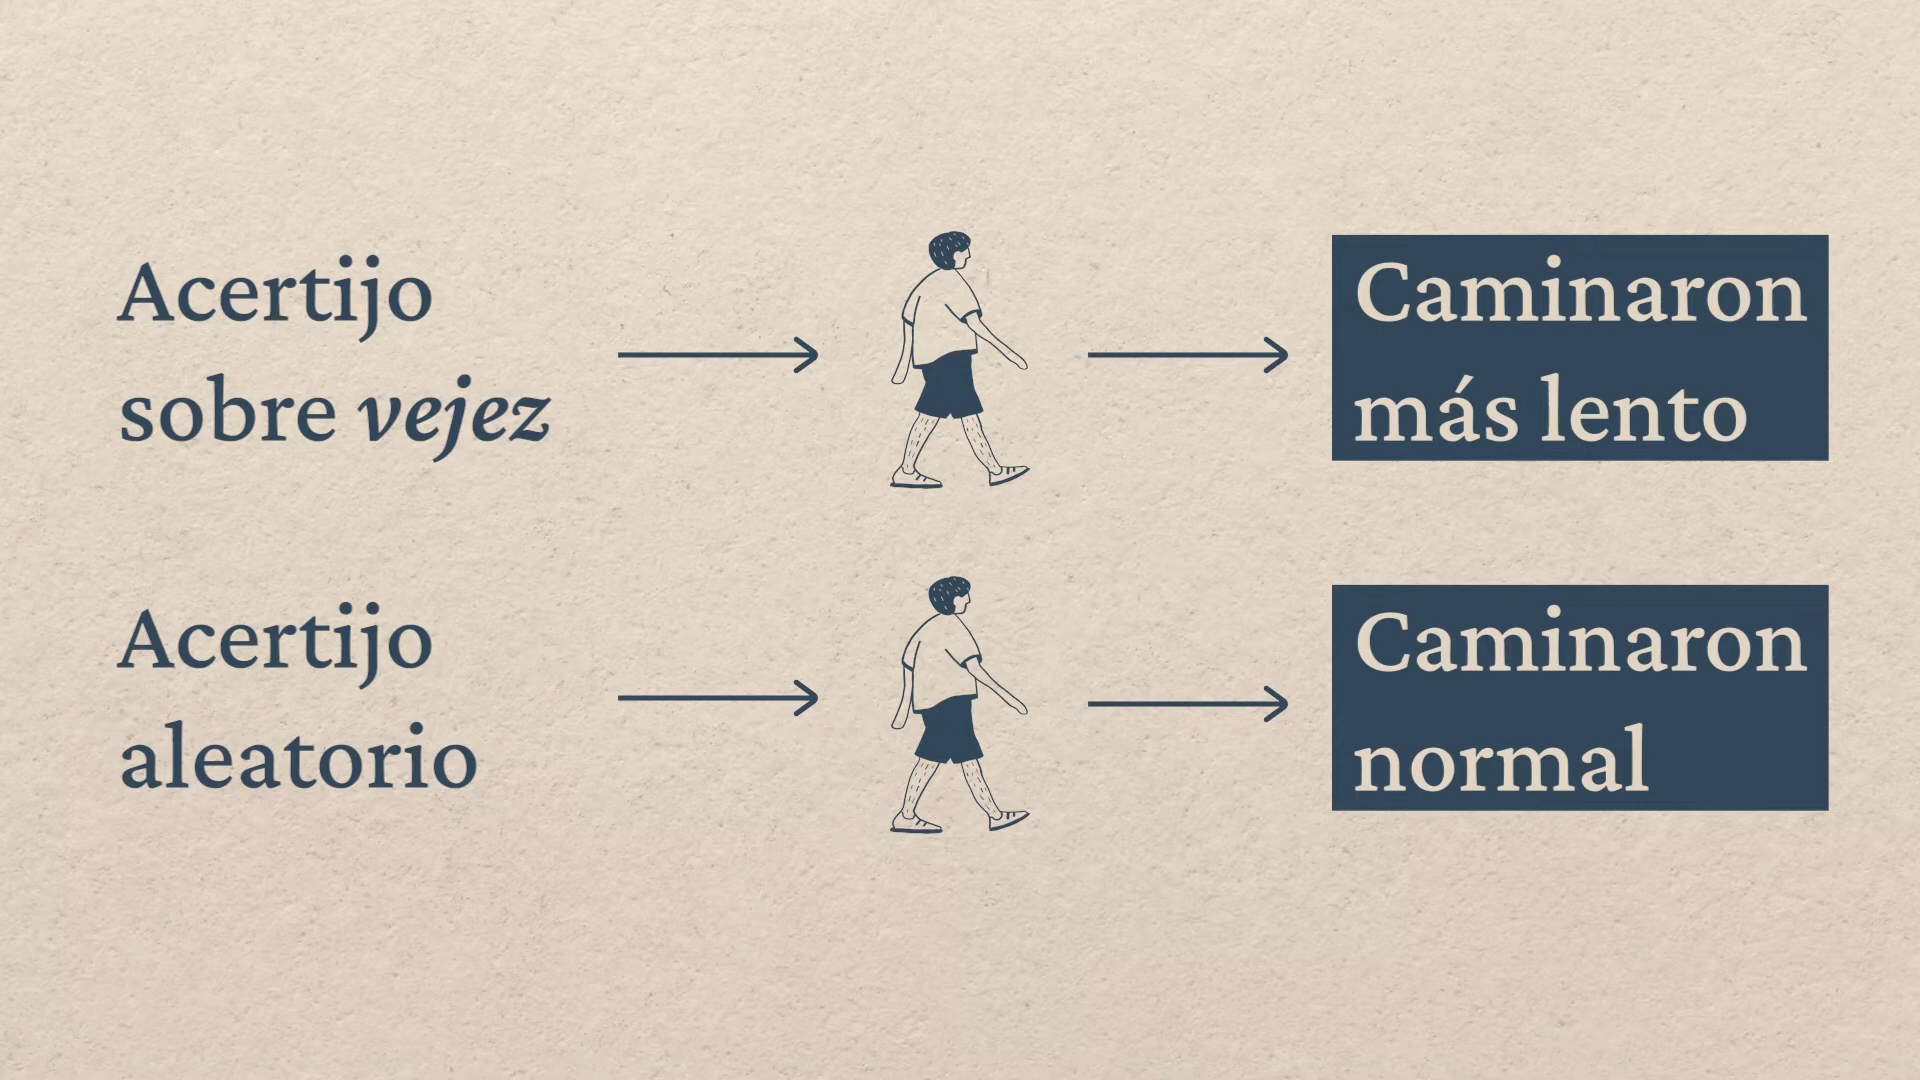 Acertijo
sobre vejez
Caminaron
más lento
Acertijo
aleatorio
Caminaron
normal